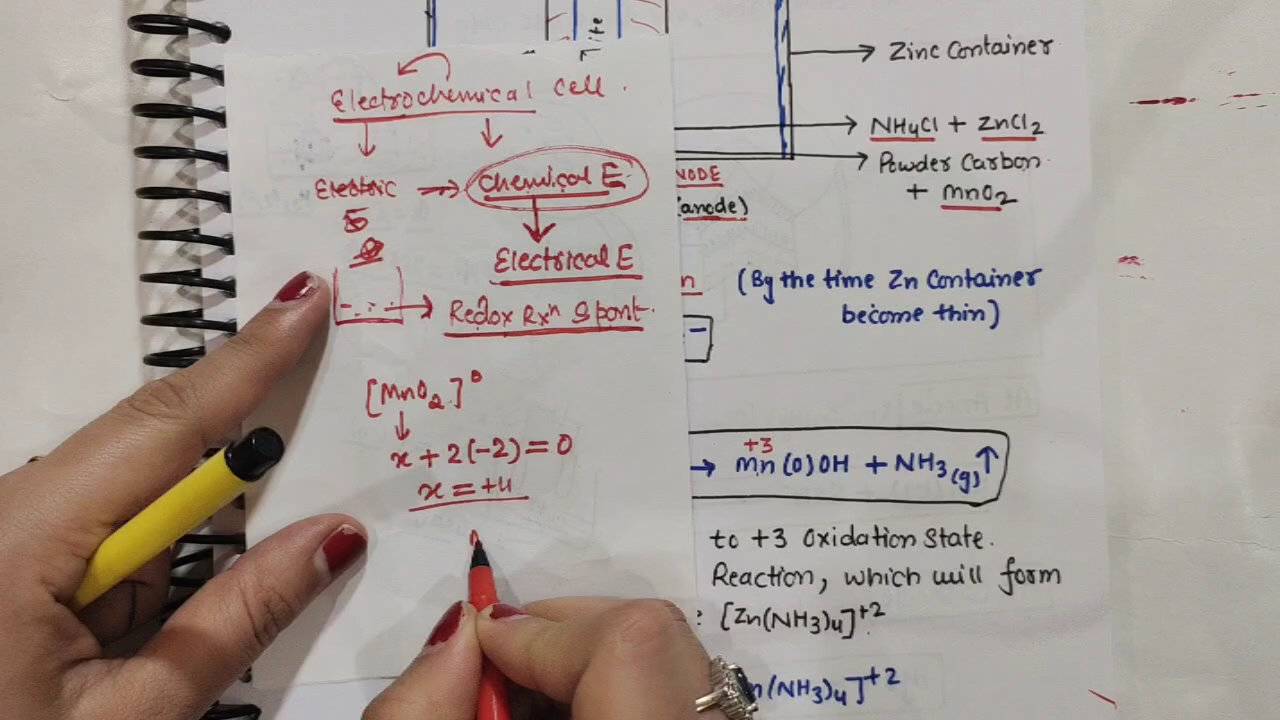 Tite
Zinc Container
Electrochemical Cell.
NH4Cl + ZnCl2
Powder Carbon
+ MnO2
Electric → Chemical E
NODE
(anode)
Electrical E
Redox Rxn Spont.
n
(By the time Zn Container
become thin)
[MnO2]0
x + 2(-2) = 0
x = +4
+3
→ Mn(O)OH + NH3(g)↑
to +3 Oxidation State.
Reaction, which will form
: [Zn(NH3)4]+2
n(NH3)4]+2